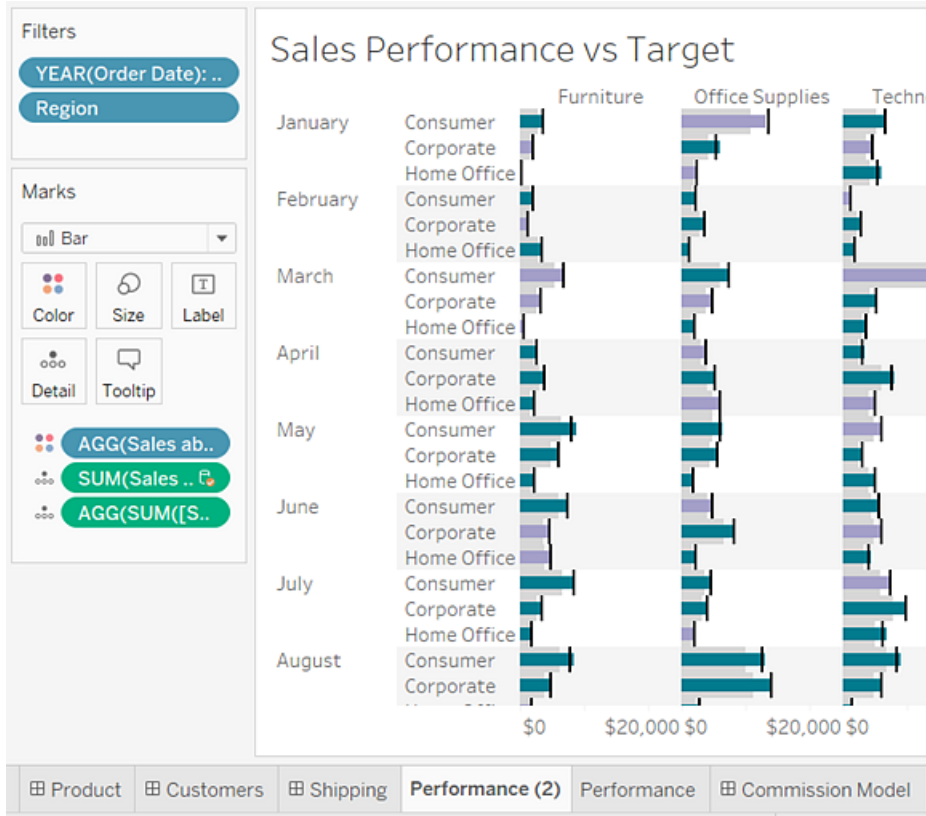 Filters
YEAR(Order Date): ..
Region
Marks
Bar
Color
Size
Label
Detail
Tooltip
AGG(Sales ab..
SUM(Sales ..
AGG(SUM([S..
Sales Performance vs Target
Furniture Office Supplies Techn
January Consumer
Corporate
Home Office
February Consumer
Corporate
Home Office
March Consumer
Corporate
Home Office
April Consumer
Corporate
Home Office
May Consumer
Corporate
Home Office
June Consumer
Corporate
Home Office
July Consumer
Corporate
Home Office
August Consumer
Corporate
$0 $20,000 $0 $20,000 $0
Product Customers Shipping Performance (2) Performance Commission Model